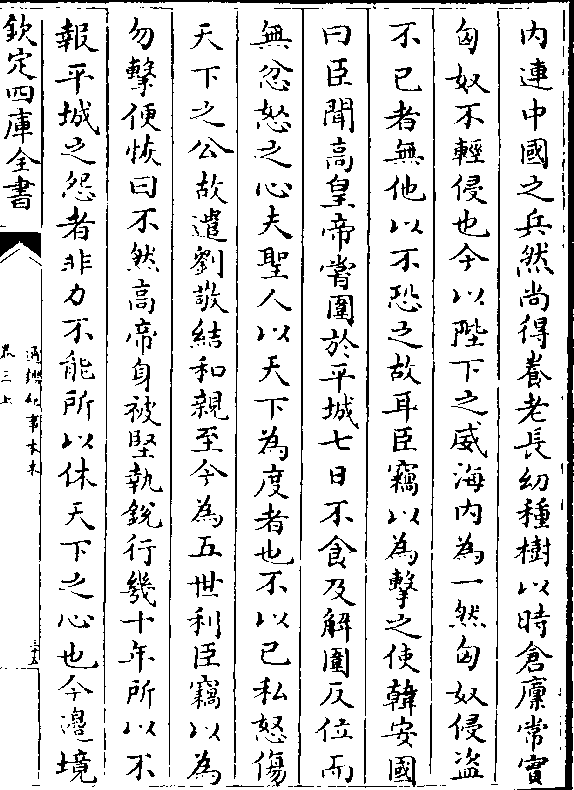 内連中國之兵然尚得養老長幼種樹以時倉廪常實
匈奴不輕侵也今以陛下之威海内為一然匈奴侵盜
不已者無他以不恐之故耳臣竊以為擊之使韓安國
曰臣聞髙皇帝嘗圍於平城七日不食及解圍反位而
無忿怒之心夫聖人以天下為度者也不以已私怒傷
天下之公故遣劉敬結和親至今為五世利臣竊以為
勿擊便恢曰不然髙帝身被堅執銳行幾十年所以不
報平城之怨者非力不能所以休天下之心也今邊境
欽定四庫全書
通鑑紀事本末
卷三上
三十五